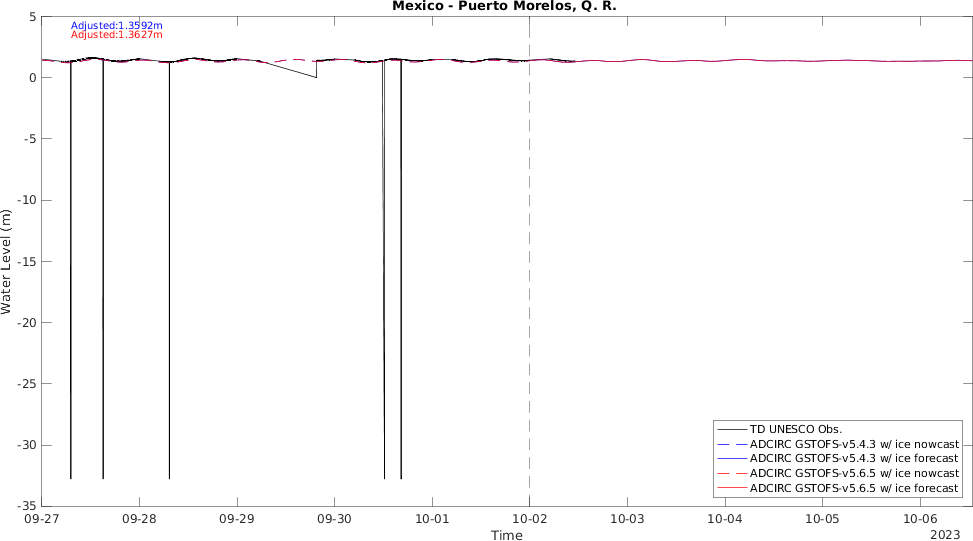 Mexico - Puerto Morelos, Q. R.
Adjusted:1.3592m
Adjusted:1.3627m
5
0
-5
-10
-15
-20
-25
-30
-35
Water Level (m)
TD UNESCO Obs.
ADCIRC GSTOFS-v5.4.3 w/ ice nowcast
ADCIRC GSTOFS-v5.4.3 w/ ice forecast
ADCIRC GSTOFS-v5.6.5 w/ ice nowcast
ADCIRC GSTOFS-v5.6.5 w/ ice forecast
09-27 09-28 09-29 09-30 10-01 10-02 10-03 10-04 10-05 10-06
Time
2023